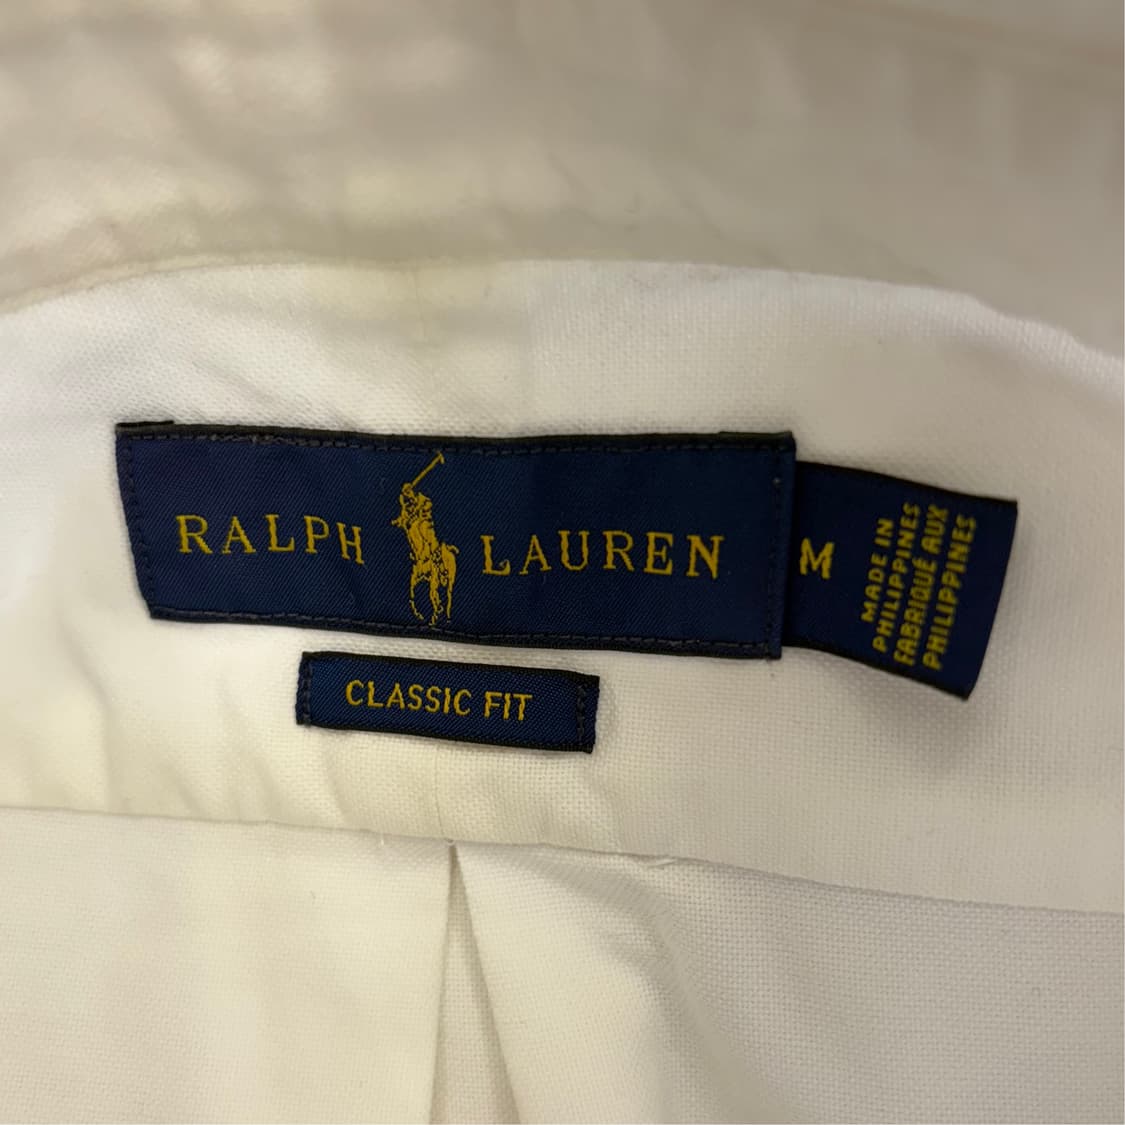 RALPH LAUREN
M
MADE IN
PHILIPPINES
FABRIQUÉ AUX
PHILIPPINES
CLASSIC FIT